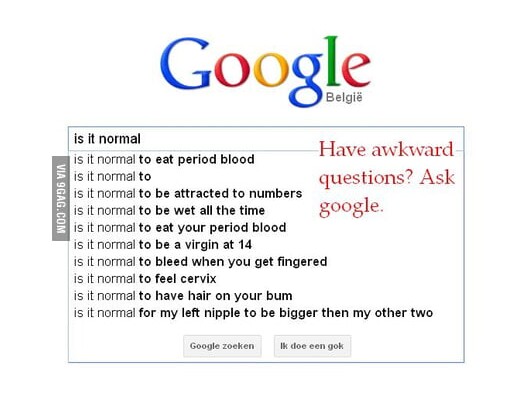 Google
België
is it normal
Have awkward
questions? Ask
google.
is it normal to eat period blood
is it normal to
is it normal to be attracted to numbers
is it normal to be wet all the time
is it normal to eat your period blood
is it normal to be a virgin at 14
is it normal to bleed when you get fingered
is it normal to feel cervix
is it normal to have hair on your bum
is it normal for my left nipple to be bigger then my other two
Google zoeken
Ik doe een gok
VIA 9GAG.COM